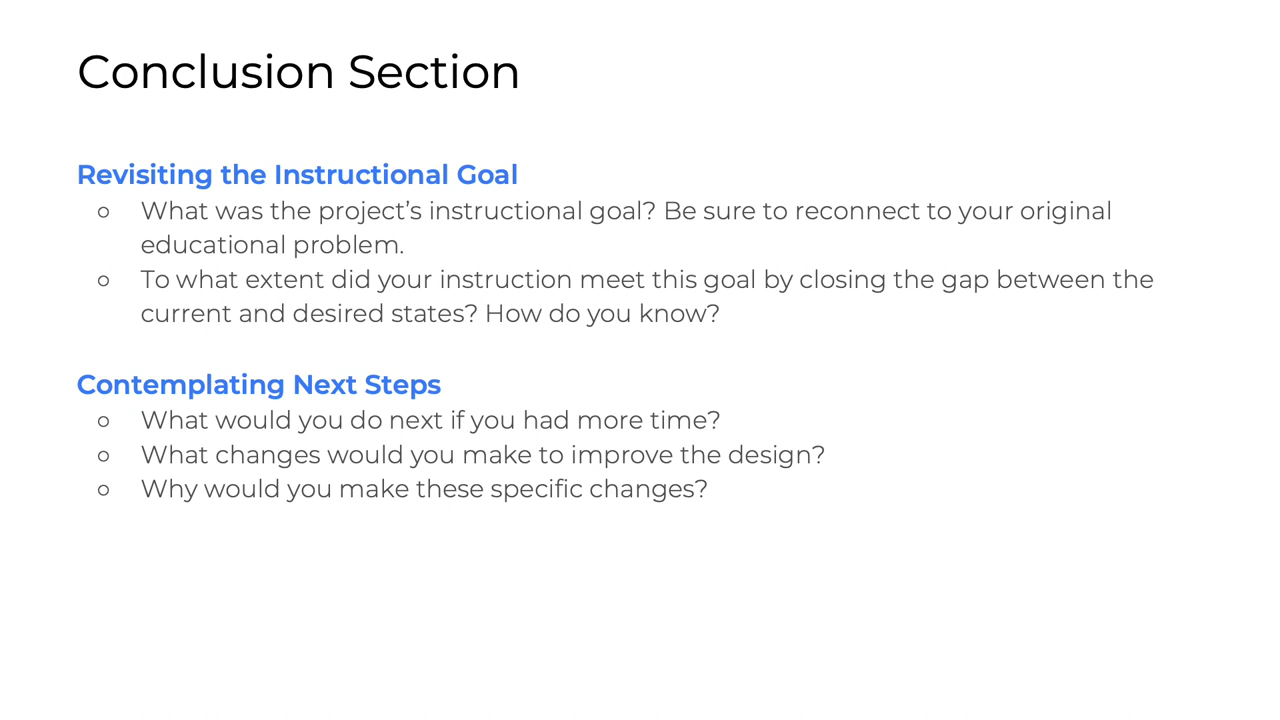 Conclusion Section
Revisiting the Instructional Goal
○ What was the project’s instructional goal? Be sure to reconnect to your original
educational problem.
○ To what extent did your instruction meet this goal by closing the gap between the
current and desired states? How do you know?
Contemplating Next Steps
○ What would you do next if you had more time?
○ What changes would you make to improve the design?
○ Why would you make these specific changes?